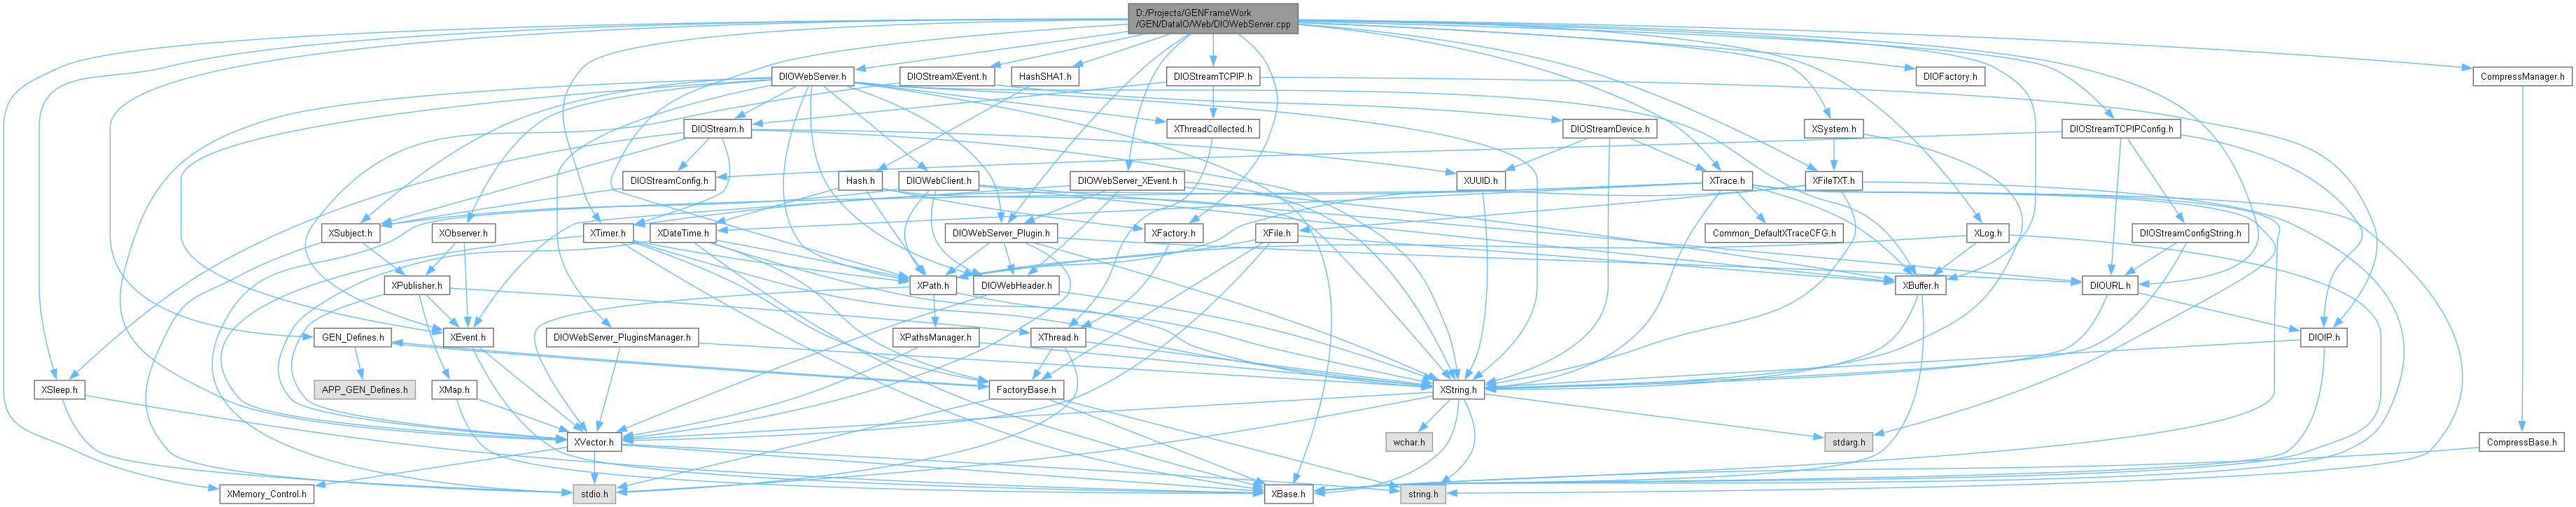 D:/Projects/GENFrameWork
/GEN/DataIO/Web/DIOWebServer.cpp
DIOWebServer.h
DIOStreamXEvent.h
HashSHA1.h
DIOStreamTCPIP.h
DIOFactory.h
CompressManager.h
DIOStream.h
XThreadCollected.h
DIOStreamDevice.h
XSystem.h
DIOStreamTCPIPConfig.h
DIOStreamConfig.h
Hash.h
DIOWebClient.h
DIOWebServer_XEvent.h
XUUID.h
XTrace.h
XFileTXT.h
XSubject.h
XObserver.h
XTimer.h
XDateTime.h
DIOWebServer_Plugin.h
XFactory.h
XFile.h
Common_DefaultXTraceCFG.h
XLog.h
DIOStreamConfigString.h
XPublisher.h
XPath.h
DIOWebHeader.h
XBuffer.h
DIOURL.h
GEN_Defines.h
XEvent.h
DIOWebServer_PluginsManager.h
XPathsManager.h
XThread.h
DIOIP.h
XSleep.h
APP_GEN_Defines.h
XMap.h
FactoryBase.h
XString.h
XVector.h
wchar.h
stdarg.h
CompressBase.h
XMemory_Control.h
stdio.h
XBase.h
string.h